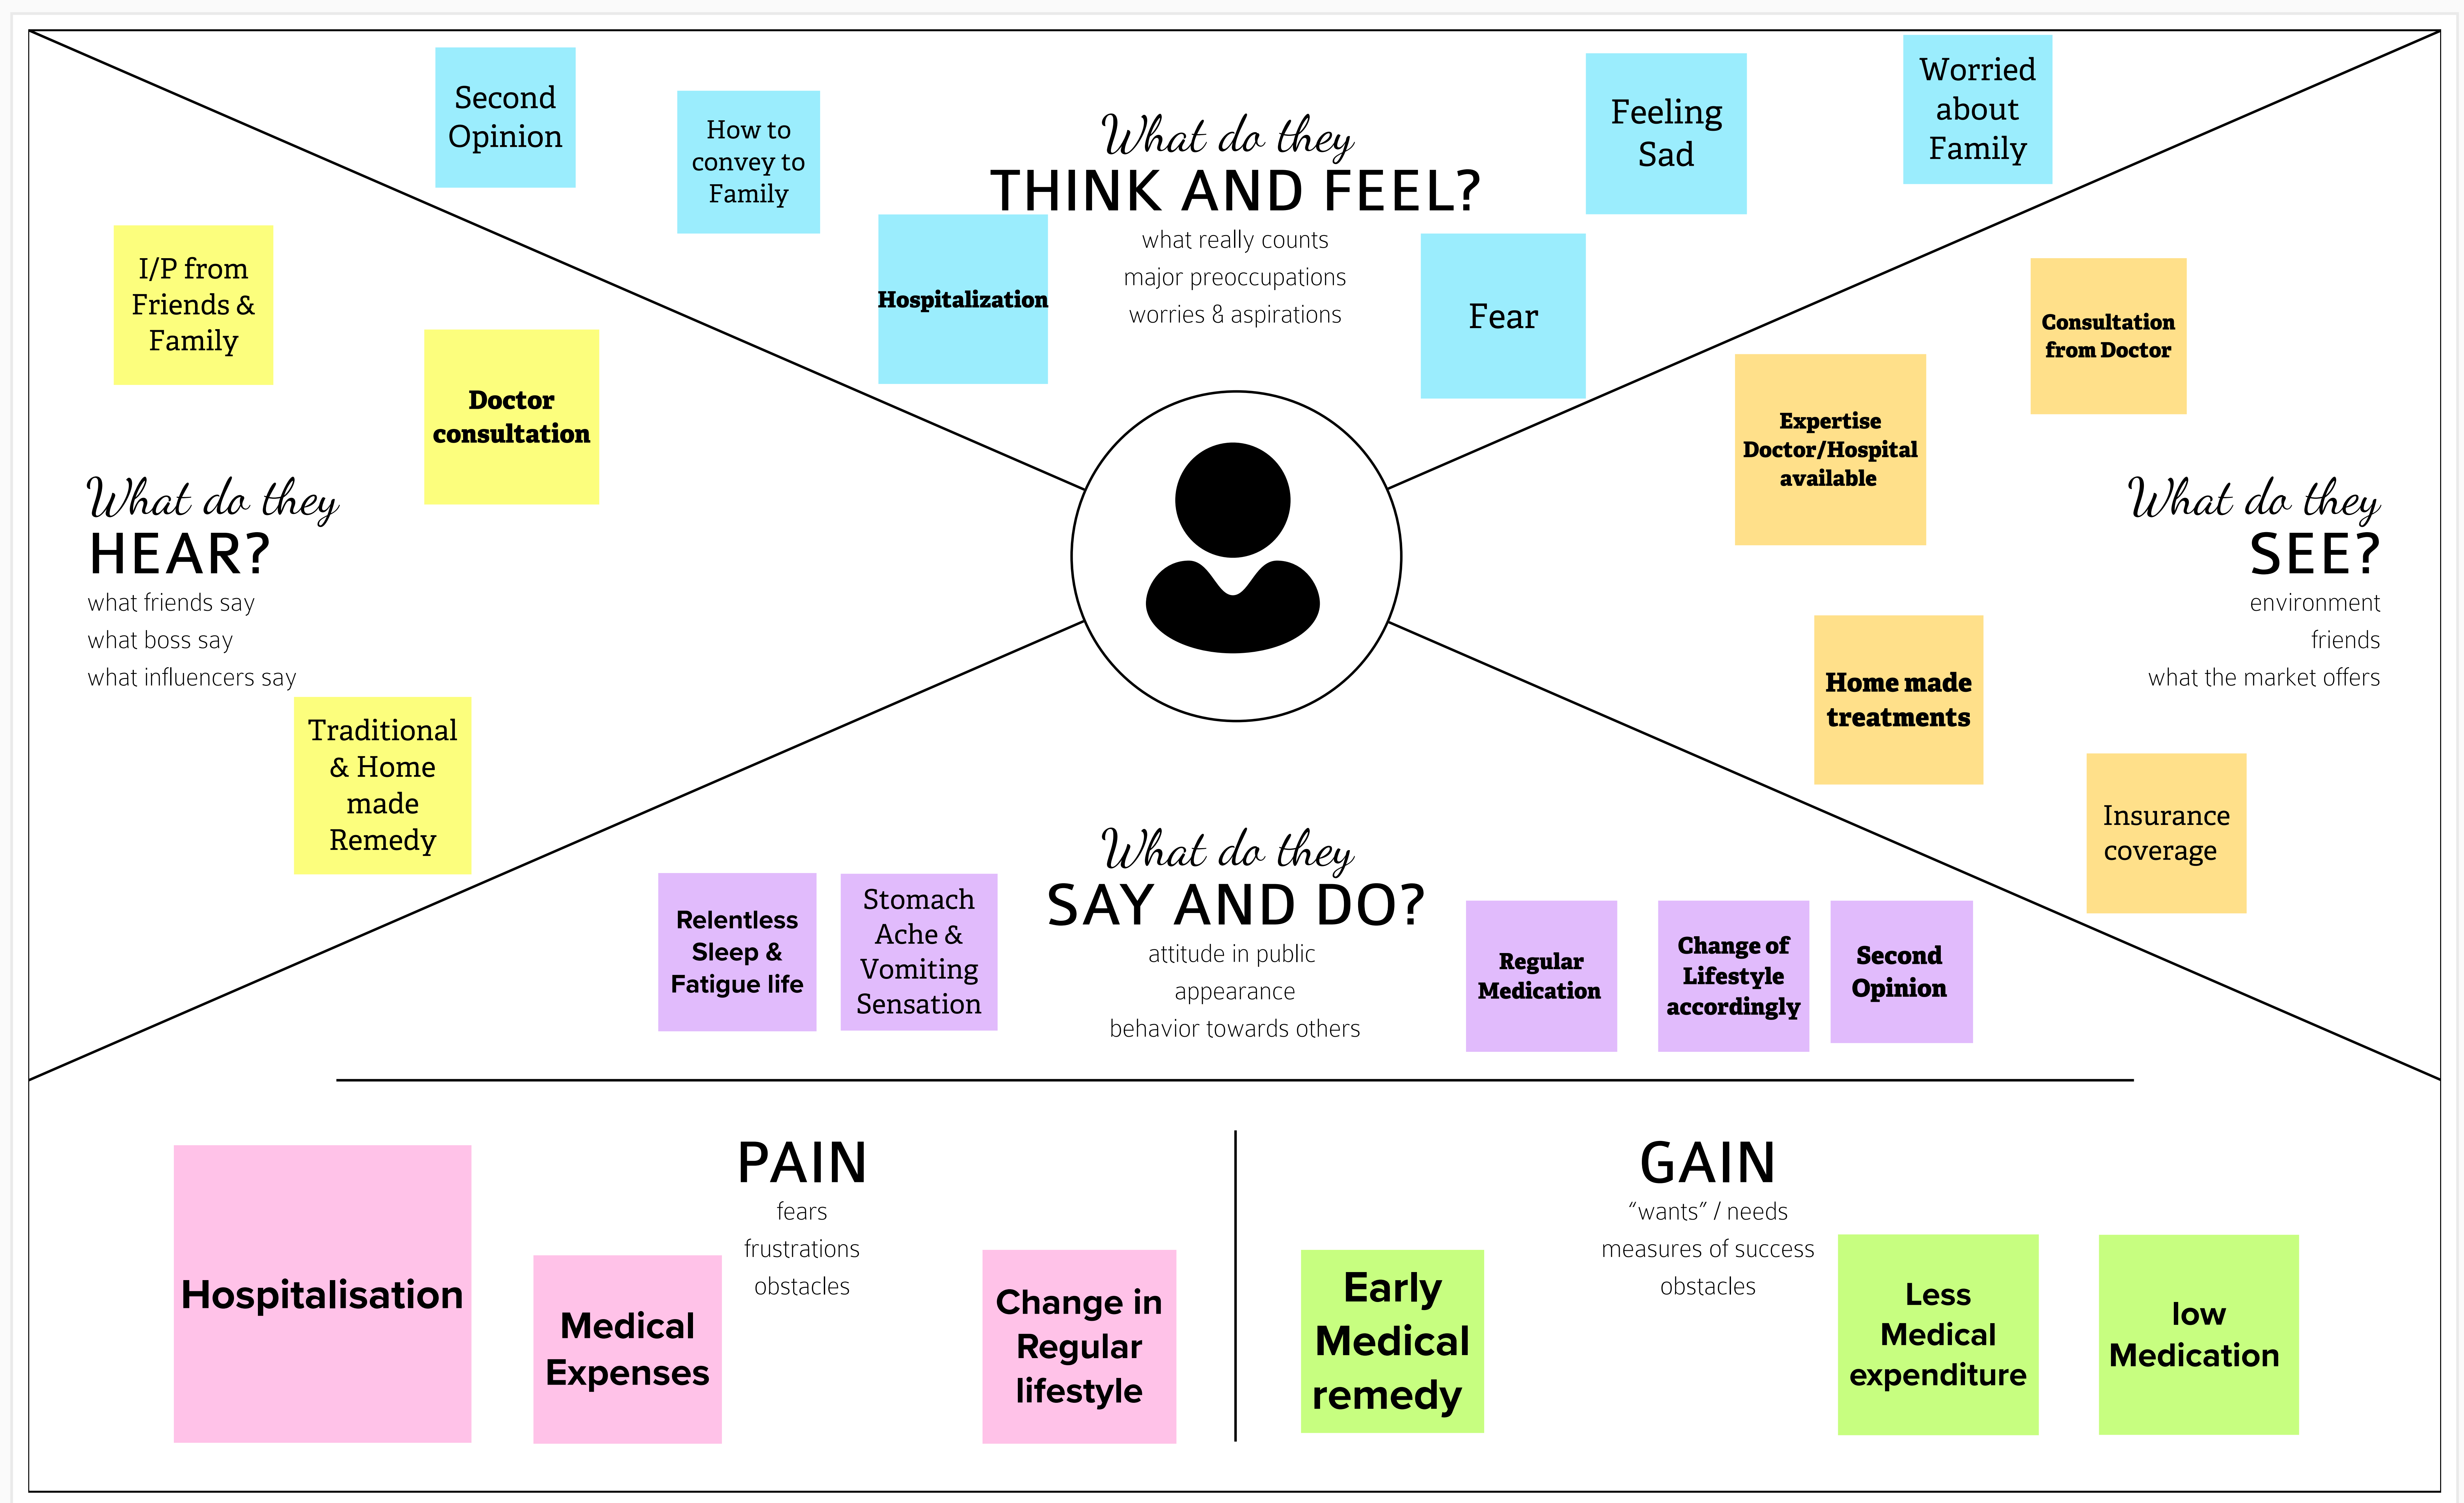 Second
Opinion
How to
convey to
Family
Hospitalization
What do they
THINK AND FEEL?
what really counts
major preoccupations
worries & aspirations
Feeling
Sad
Worried
about
Family
Fear
I/P from
Friends &
Family
Doctor
consultation
What do they
HEAR?
what friends say
what boss say
what influencers say
Traditional
& Home
made
Remedy
Consultation
from Doctor
Expertise
Doctor/Hospital
available
What do they
SEE?
environment
friends
what the market offers
Home made
treatments
Insurance
coverage
What do they
SAY AND DO?
attitude in public
appearance
behavior towards others
Relentless
Sleep &
Fatigue life
Stomach
Ache &
Vomiting
Sensation
Regular
Medication
Change of
Lifestyle
accordingly
Second
Opinion
PAIN
fears
frustrations
obstacles
Hospitalisation
Medical
Expenses
Change in
Regular
lifestyle
GAIN
“wants” / needs
measures of success
obstacles
Early
Medical
remedy
Less
Medical
expenditure
low
Medication